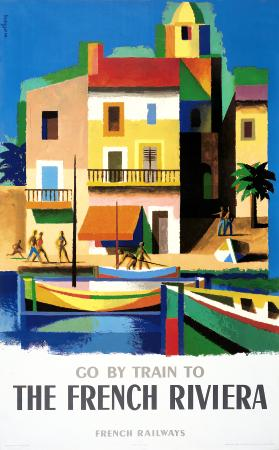 GO BY TRAIN TO
THE FRENCH RIVIERA
FRENCH RAILWAYS